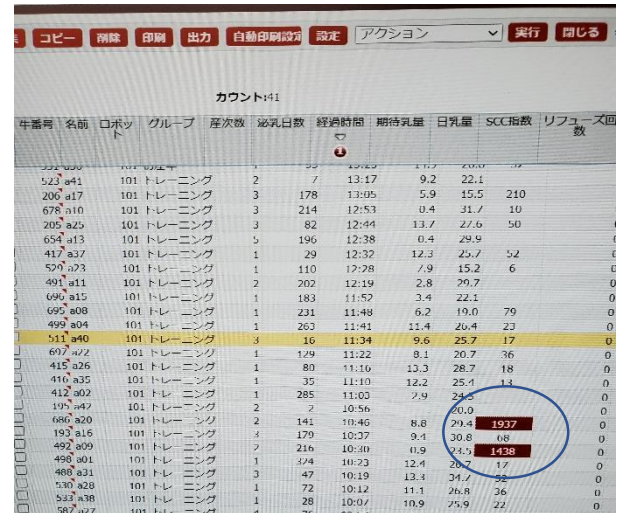 コピー 削除 印刷 出力 自動印刷設定 設定 アクション 実行 閉じる
カウント:41
牛番号 名前 ロボット グループ 産次数 泌乳日数 経過時間 期待乳量 日乳量 SCC指数 リフューズ回数
1
523 a41 101 トレーニング 2 7 13:17 9.2 22.1
206 a17 101 トレーニング 3 178 13:05 5.9 15.5 210
678 a10 101 トレーニング 3 214 12:53 0.4 31.7 10
205 a25 101 トレーニング 3 82 12:44 13.7 27.6 50 0
654 a13 101 トレーニング 5 196 12:38 0.4 29.9
417 a37 101 トレーニング 1 29 12:32 12.3 25.7 52 0
529 a23 101 トレーニング 1 110 12:28 7.9 15.2 6 0
491 a11 101 トレーニング 2 202 12:19 2.8 29.7 0
696 a15 101 トレーニング 1 183 11:52 3.4 22.1 0
695 a08 101 トレーニング 1 231 11:48 6.2 19.0 79 0
499 a04 101 トレーニング 1 263 11:41 11.4 26.4 23 0
511 a40 101 トレーニング 3 16 11:34 9.6 25.7 17 0
697 a22 101 トレーニング 1 129 11:22 8.1 20.7 36 0
415 a26 101 トレーニング 1 80 11:16 13.3 28.7 18 0
416 a35 101 トレーニング 1 35 11:10 12.2 25.4 13 0
412 a02 101 トレーニング 1 285 11:03 2.9 24.5 0
195 a42 101 トレーニング 2 2 10:56 20.0 0
686 a20 101 トレーニング 2 141 10:46 8.8 29.4 1937 0
193 a16 101 トレーニング 3 179 10:37 9.4 30.8 68 0
492 a09 101 トレーニング 2 216 10:30 0.9 23.5 1438 0
498 a01 101 トレーニング 1 324 10:23 12.4 26.7 17 0
488 a31 101 トレーニング 3 47 10:19 13.3 34.7 52 0
530 a28 101 トレーニング 1 72 10:12 11.1 26.8 36 0
533 a38 101 トレーニング 1 28 10:07 10.9 25.9 22 0
587 a27 101 トレーニング